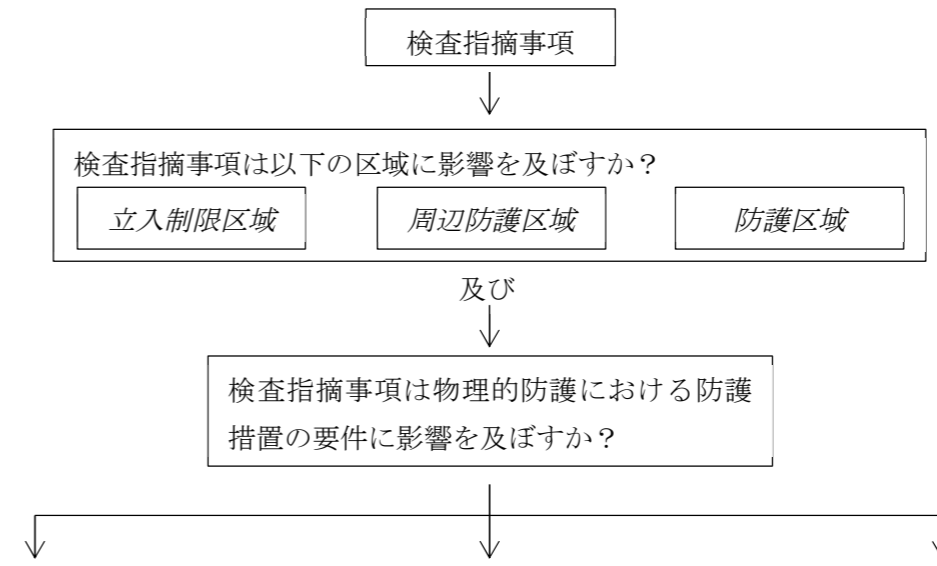 検査指摘事項
検査指摘事項は以下の区域に影響を及ぼすか？
立入制限区域
周辺防護区域
防護区域
及び
検査指摘事項は物理的防護における防護
措置の要件に影響を及ぼすか？